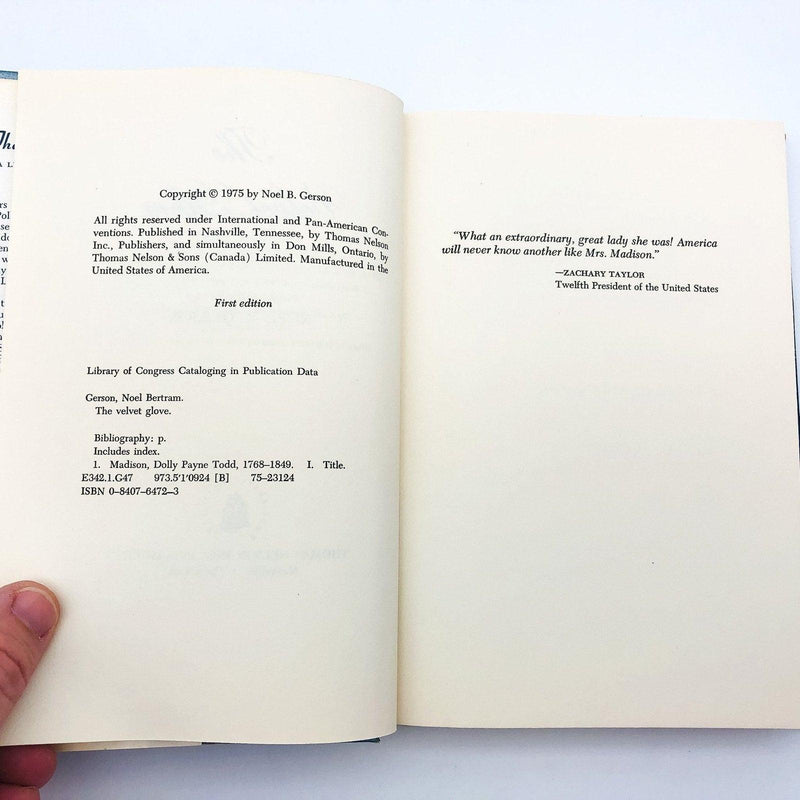 Copyright © 1975 by Noel B. Gerson
All rights reserved under International and Pan-American Con-
ventions. Published in Nashville, Tennessee, by Thomas Nelson
Inc., Publishers, and simultaneously in Don Mills, Ontario, by
Thomas Nelson & Sons (Canada) Limited. Manufactured in the
United States of America.
First edition
Library of Congress Cataloging in Publication Data
Gerson, Noel Bertram.
The velvet glove.
Bibliography: p.
Includes index.
1. Madison, Dolly Payne Todd, 1768–1849. I. Title.
E342.1.G47 973.5'1'0924 [B] 75–23124
ISBN 0–8407–6472–3
“What an extraordinary, great lady she was! America
will never know another like Mrs. Madison.”
—ZACHARY TAYLOR
Twelfth President of the United States